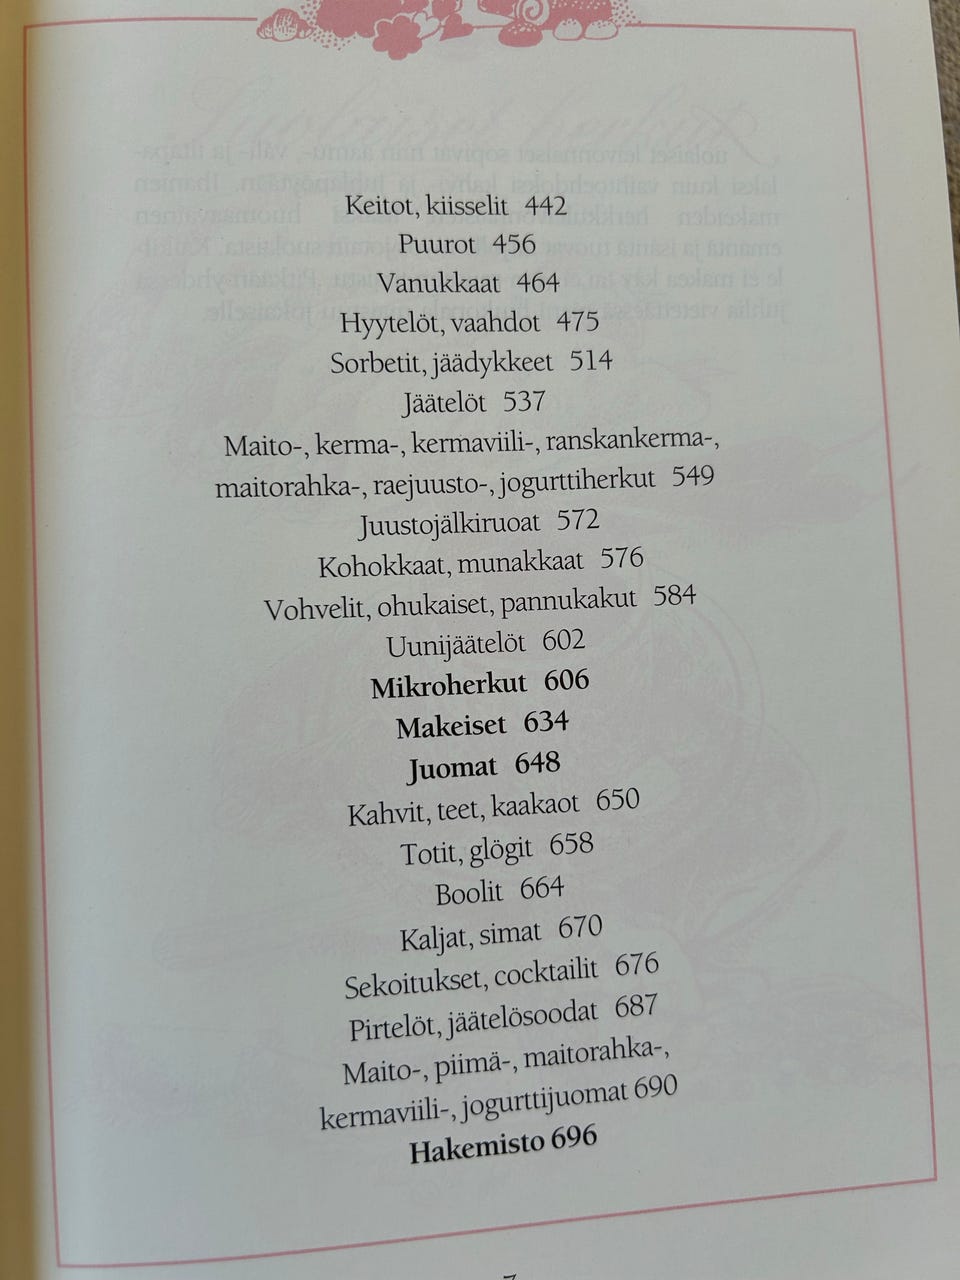 Keitot, kiisselit 442
Puurot 456
Vanukkaat 464
Hyytelöt, vaahdot 475
Sorbetit, jäädykkeet 514
Jäätelöt 537
Maito-, kerma-, kermaviili-, ranskankerma-,
maitorahka-, raejuusto-, jogurttiherkut 549
Juustojälkiruoat 572
Kohokkaat, munakkaat 576
Vohvelit, ohukaiset, pannukakut 584
Uunijäätelöt 602
Mikroherkut 606
Makeiset 634
Juomat 648
Kahvit, teet, kaakaot 650
Totit, glögit 658
Boolit 664
Kaljat, simat 670
Sekoitukset, cocktailit 676
Pirtelöt, jäätelösoodat 687
Maito-, piimä-, maitorahka-,
kermaviili-, jogurttijuomat 690
Hakemisto 696